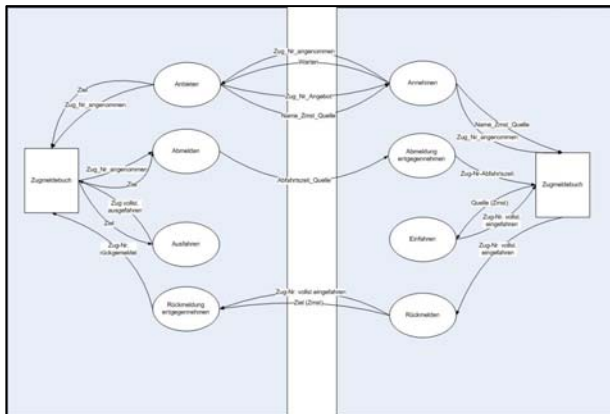 Zug_Nr_angenommen
Warten
Ziel
Anbieten
Annehmen
Zug_Nr_Angebot
Zug_Nr_angenommen
Name_Zmst_Quelle
Name_Zmst_Quelle
Zug_Nr_angenommen
Abmelden
Abmeldung
entgegennehmen
Zug_Nr_angenommen
Zugmeldebuch
Abfahrtszeit_Quelle
Zug-Nr-Abfahrtszeit
Zugmeldebuch
Ziel
Zug vollst.
ausgefahren
Quelle (Zmst)
Ziel
Zug-Nr. vollst.
eingefahren
Ausfahren
Einfahren
Zug-Nr.
rückgemeldet
Zug-Nr. vollst.
eingefahren
Zug-Nr. vollst eingefahren
Ziel (Zmst)
Rückmeldung
entgegennehmen
Rückmelden